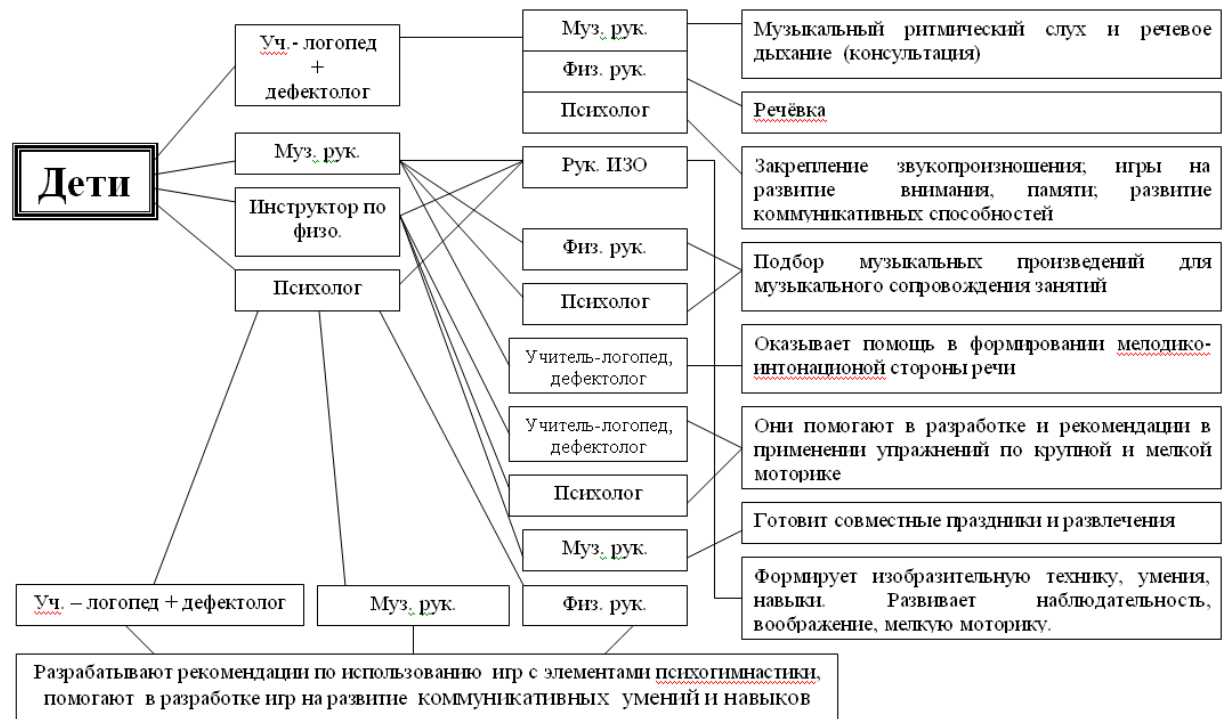 Дети
Уч.- логопед
+
дефектолог
Муз. рук.
Инструктор по
физо.
Психолог
Муз. рук.
Физ. рук.
Психолог
Рук. ИЗО
Физ. рук.
Психолог
Учитель-логопед,
дефектолог
Учитель-логопед,
дефектолог
Психолог
Муз. рук.
Музыкальный ритмический слух и речевое
дыхание (консультация)
Речёвка
Закрепление звукопроизношения; игры на
развитие внимания, памяти; развитие
коммуникативных способностей
Подбор музыкальных произведений для
музыкального сопровождения занятий
Оказывает помощь в формировании мелодико-
интонационой стороны речи
Они помогают в разработке и рекомендации в
применении упражнений по крупной и мелкой
моторике
Готовит совместные праздники и развлечения
Формирует изобразительную технику, умения,
навыки. Развивает наблюдательность,
воображение, мелкую моторику.
Уч. – логопед + дефектолог
Муз. рук.
Физ. рук.
Разрабатывают рекомендации по использованию игр с элементами психогимнастики,
помогают в разработке игр на развитие коммуникативных умений и навыков